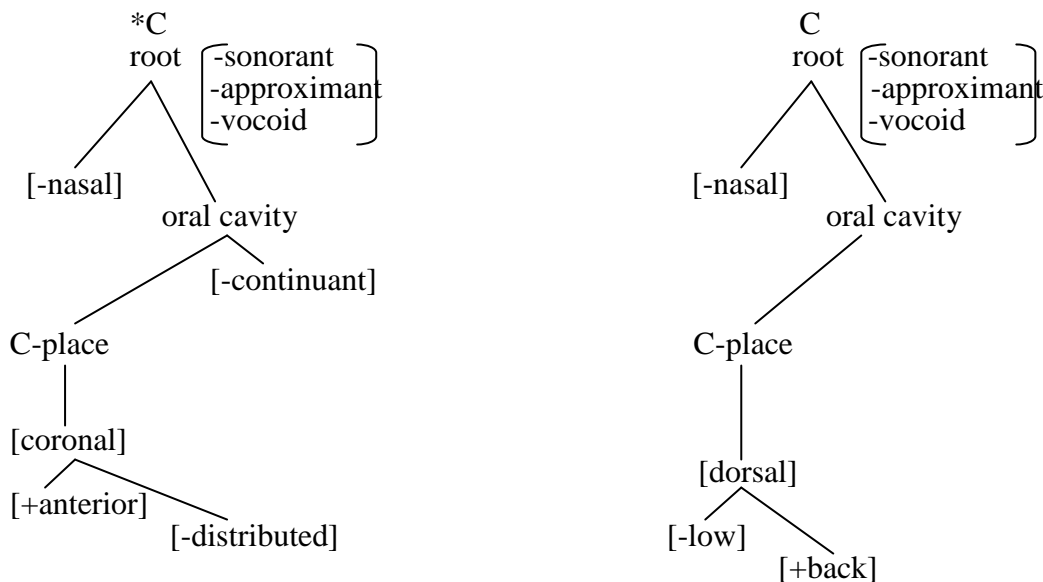 *C C
root -sonorant root -sonorant
-approximant -approximant
-vocoid -vocoid
[-nasal] [-nasal]
oral cavity oral cavity
[-continuant]
C-place C-place
[coronal]
[dorsal]
[+anterior]
[-distributed] [-low]
[+back]